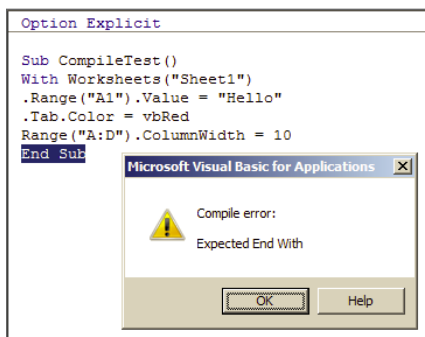 Option Explicit
Sub CompileTest()
With Worksheets("Sheet1")
.Range("A1").Value = "Hello"
.Tab.Color = vbRed
Range("A:D").ColumnWidth = 10
End Sub
Microsoft Visual Basic for Applications
Compile error:
Expected End With
OK
Help